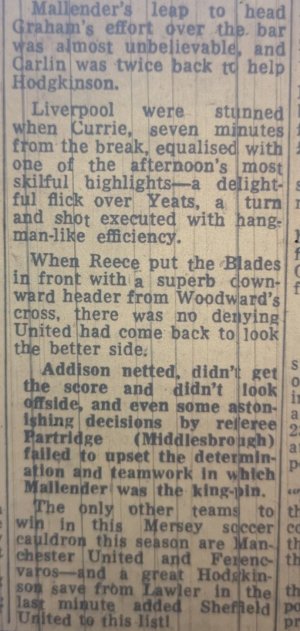 Mallender's leap to head
Graham's effort over the bar
was almost unbelievable, and
Carlin was twice back to help
Hodgkinson.
Liverpool were stunned
when Currie, seven minutes
from the break, equalised with
one of the afternoon's most
skilful highlights—a delight-
ful flick over Yeats, a turn
and shot executed with hang-
man-like efficiency.
When Reece put the Blades
in front with a superb down-
ward header from Woodward's
cross, there was no denying
United had come back to look
the better side.
Addison netted, didn't get
the score and didn't look
offside, and even some aston-
ishing decisions by referee
Partridge (Middlesbrough)
failed to upset the determin-
ation and teamwork in which
Mallender was the king-pin.
The only other teams to
win in this Mersey soccer
cauldron this season are Man-
chester United and Ferenc-
varos—and a great Hodgkin-
son save from Lawler in the
last minute added Sheffield
United to this list!